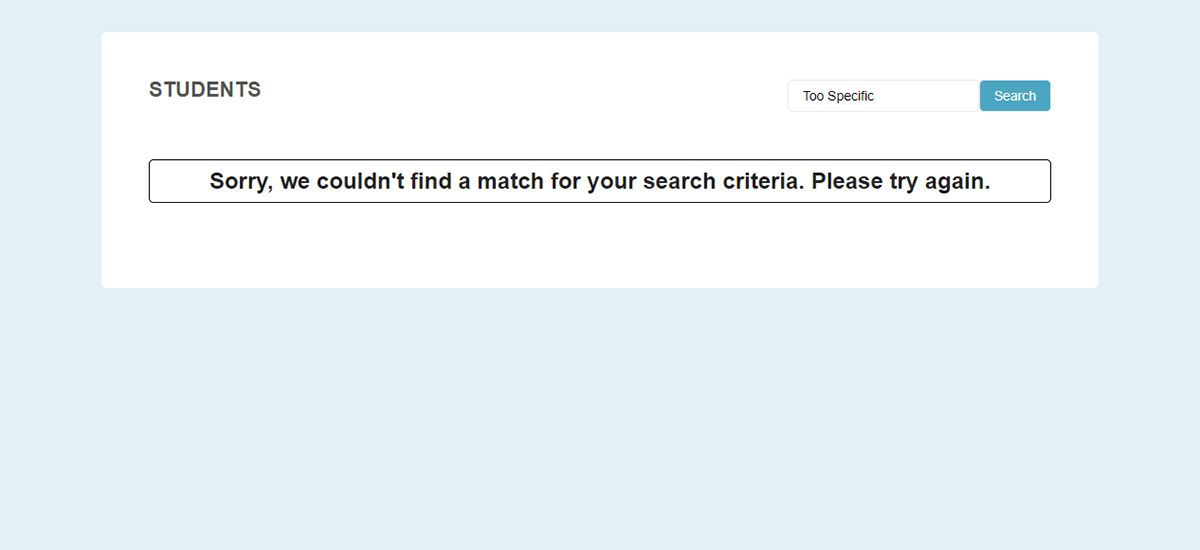 STUDENTS
Too Specific
Search
Sorry, we couldn't find a match for your search criteria. Please try again.